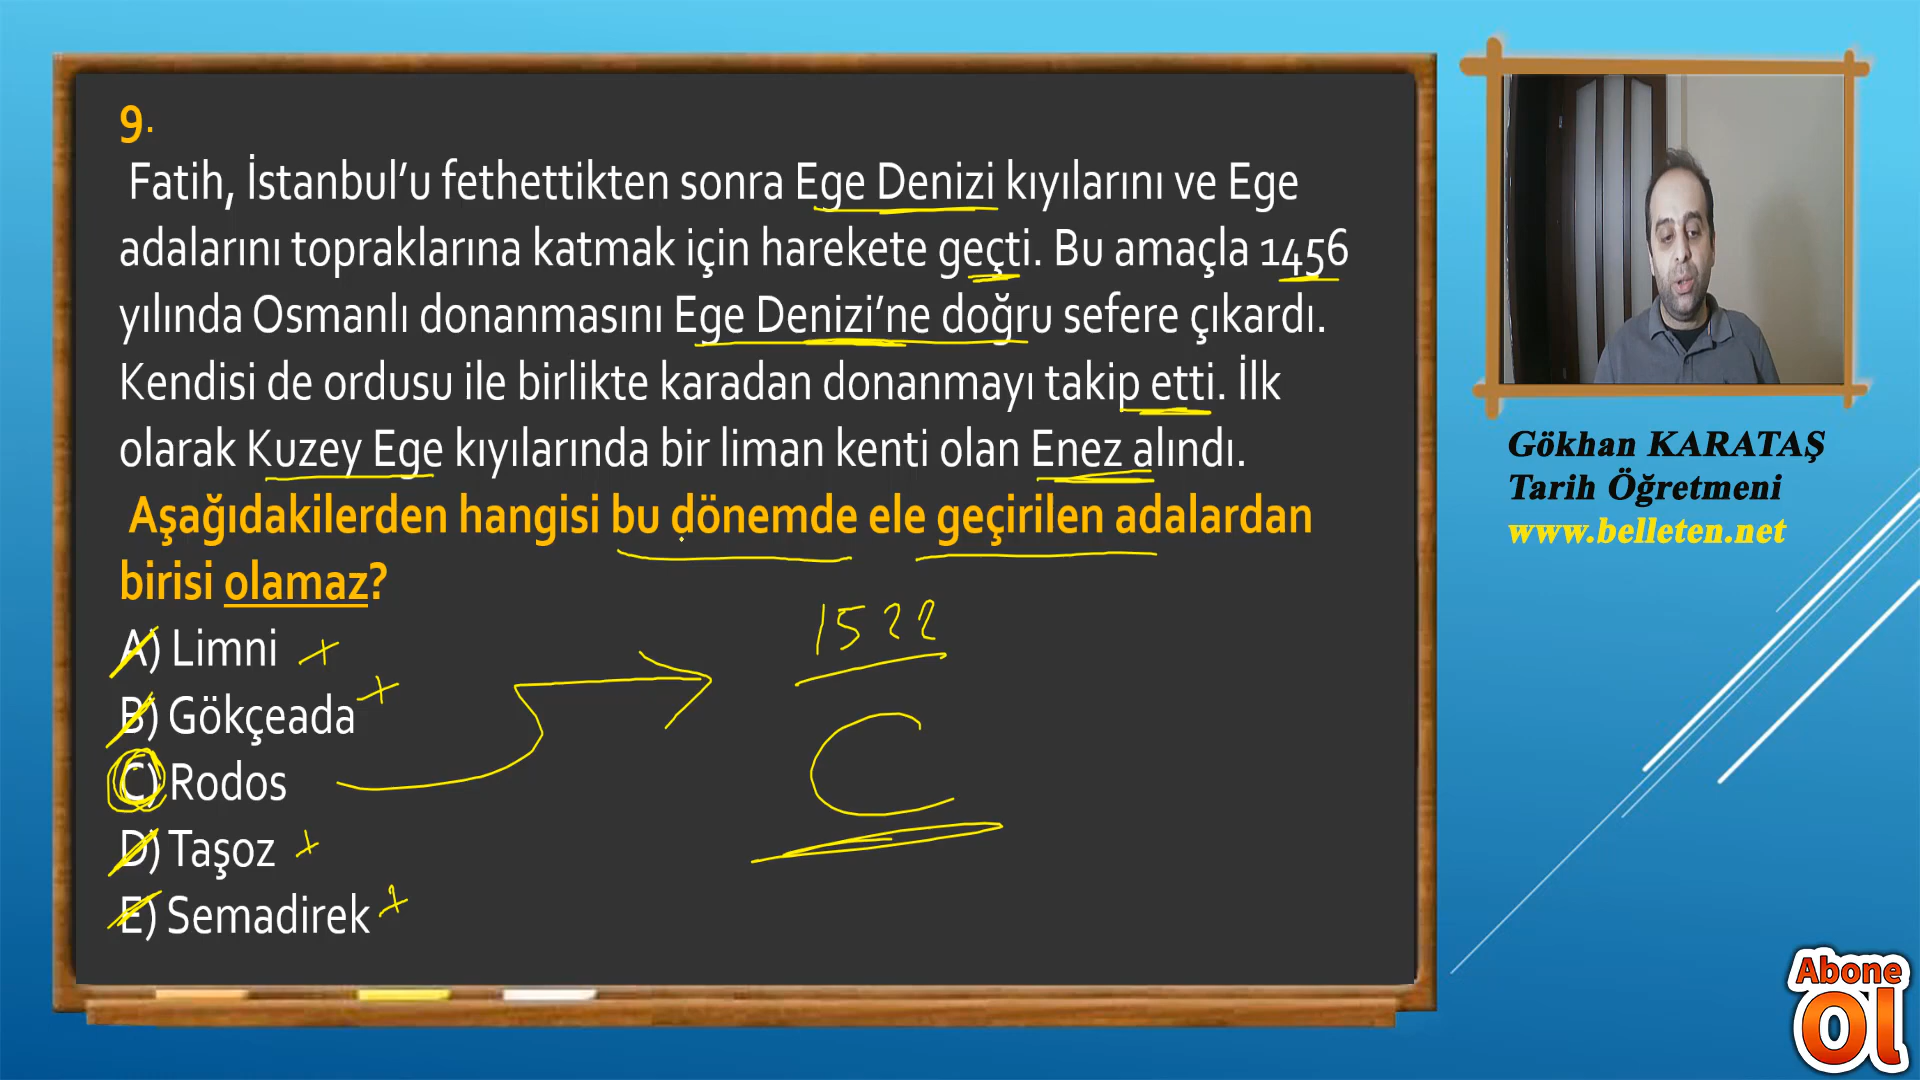 9.
Fatih, İstanbul’u fethettikten sonra Ege Denizi kıyılarını ve Ege
adalarını topraklarına katmak için harekete geçti. Bu amaçla 1456
yılında Osmanlı donanmasını Ege Denizi’ne doğru sefere çıkardı.
Kendisi de ordusu ile birlikte karadan donanmayı takip etti. İlk
olarak Kuzey Ege kıyılarında bir liman kenti olan Enez alındı.
Aşağıdakilerden hangisi bu dönemde ele geçirilen adalardan
birisi olamaz?
A) Limni
B) Gökçeada
C) Rodos
D) Taşoz
E) Semadirek
1522
C
Gökhan KARATAŞ
Tarih Öğretmeni
www.belleten.net
Abone
Ol